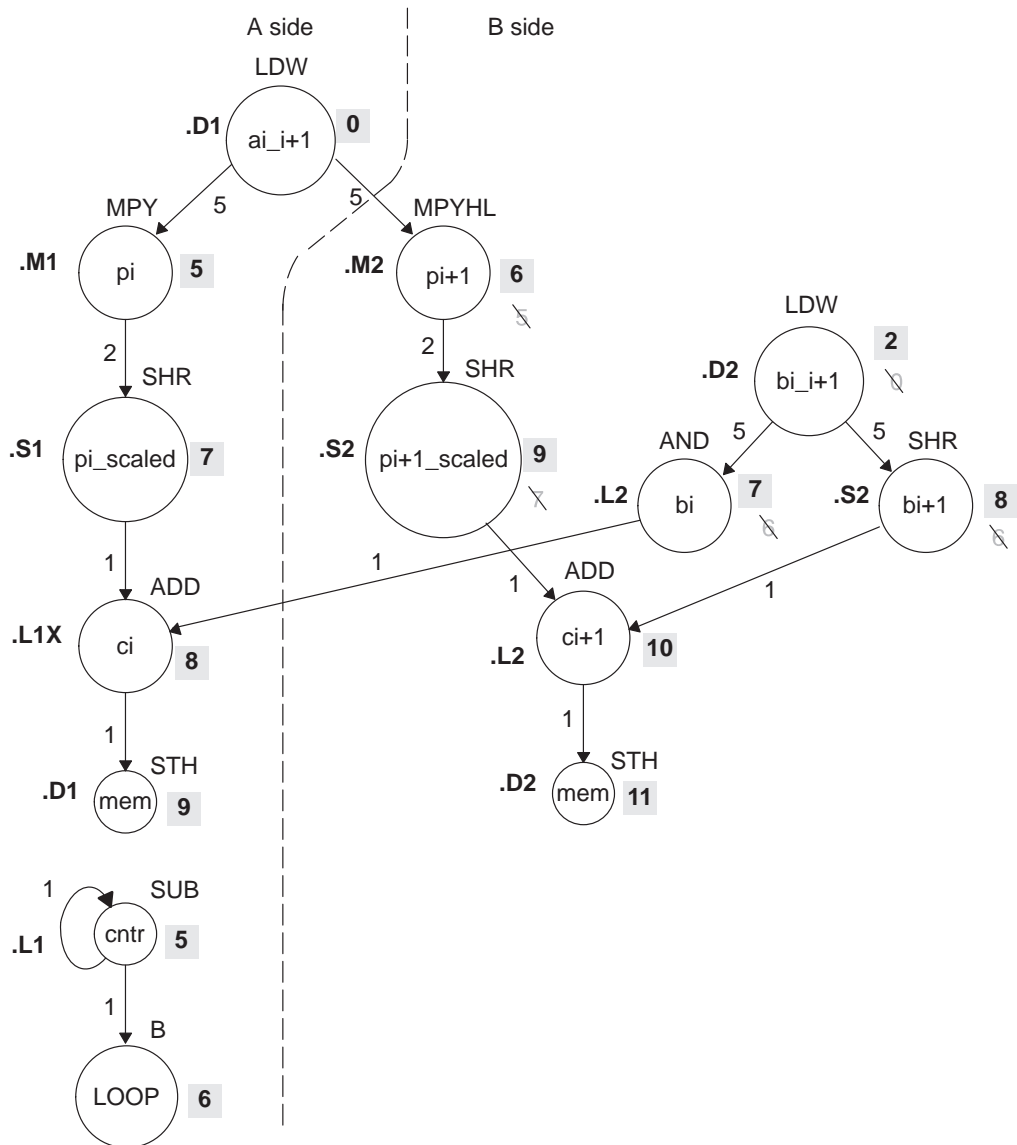 A side
B side
LDW
.D1
ai_i+1
0
5
5
MPY
MPYHL
.M1
pi
5
.M2
pi+1
6
5
2
2
LDW
.D2
bi_i+1
2
0
5
5
SHR
SHR
AND
SHR
.S1
pi_scaled
7
.S2
pi+1_scaled
9
7
.L2
bi
7
6
.S2
bi+1
8
6
1
1
1
1
ADD
ADD
.L1X
ci
8
.L2
ci+1
10
1
1
STH
STH
.D1
mem
9
.D2
mem
11
1
SUB
.L1
cntr
5
1
B
LOOP
6